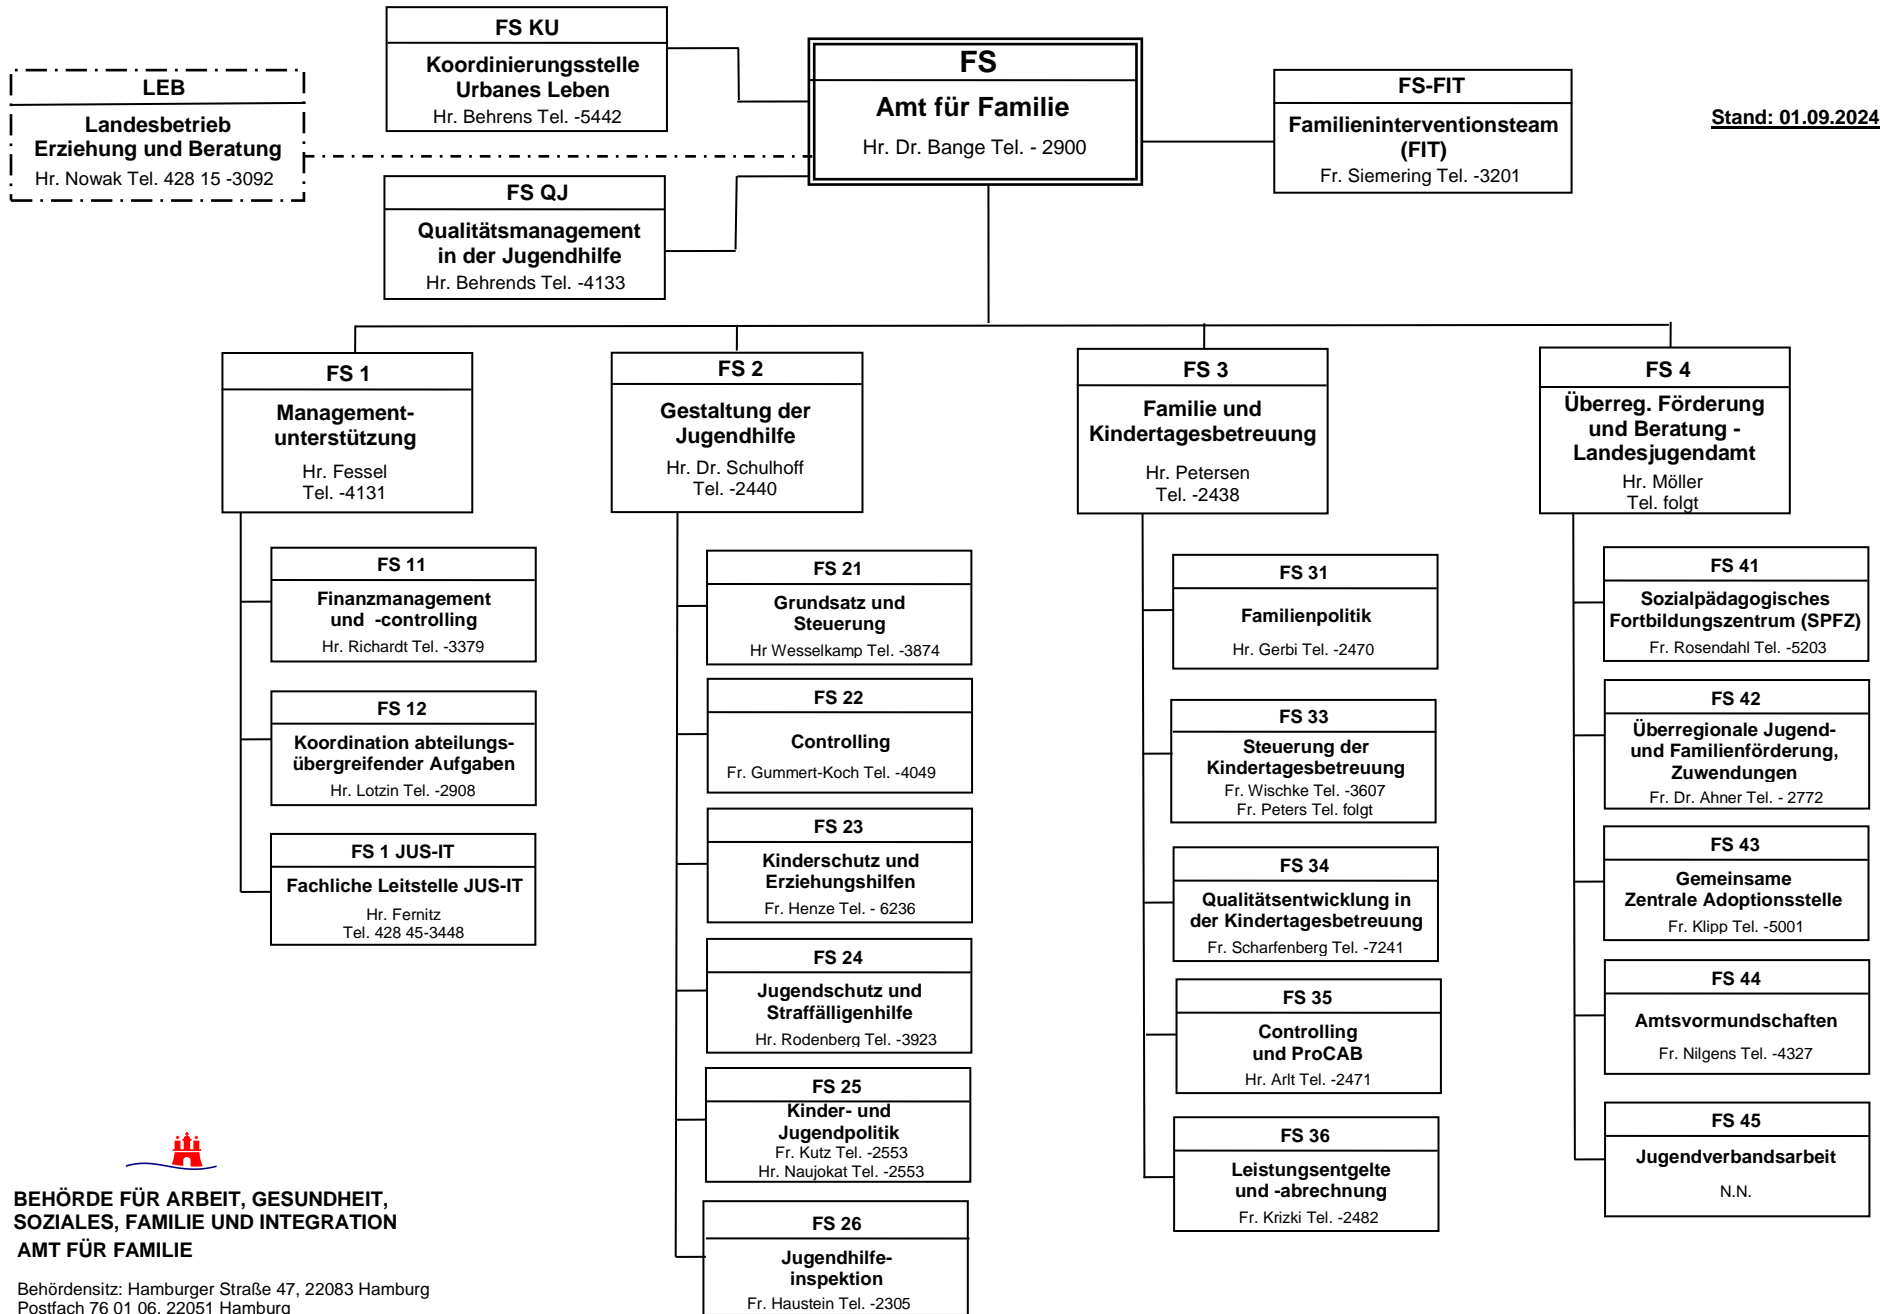 FS KU
Koordinierungsstelle
Urbanes Leben
Hr. Behrens Tel. -5442
FS
Amt für Familie
Hr. Dr. Bange Tel. - 2900
FS-FIT
Familieninterventionsteam
(FIT)
Fr. Siemering Tel. -3201
Stand: 01.09.2024
LEB
Landesbetrieb
Erziehung und Beratung
Hr. Nowak Tel. 428 15 -3092
FS QJ
Qualitätsmanagement
in der Jugendhilfe
Hr. Behrends Tel. -4133
FS 1
Management-
unterstützung
Hr. Fessel
Tel. -4131
FS 11
Finanzmanagement
und -controlling
Hr. Richardt Tel. -3379
FS 12
Koordination abteilungs-
übergreifender Aufgaben
Hr. Lotzin Tel. -2908
FS 1 JUS-IT
Fachliche Leitstelle JUS-IT
Hr. Fernitz
Tel. 428 45-3448
FS 2
Gestaltung der
Jugendhilfe
Hr. Dr. Schulhoff
Tel. -2440
FS 21
Grundsatz und
Steuerung
Hr Wesselkamp Tel. -3874
FS 22
Controlling
Fr. Gummert-Koch Tel. -4049
FS 23
Kinderschutz und
Erziehungshilfen
Fr. Henze Tel. - 6236
FS 24
Jugendschutz und
Straffälligenhilfe
Hr. Rodenberg Tel. -3923
FS 25
Kinder- und
Jugendpolitik
Fr. Kutz Tel. -2553
Hr. Naujokat Tel. -2553
FS 26
Jugendhilfe-
inspektion
Fr. Haustein Tel. -2305
FS 3
Familie und
Kindertagesbetreuung
Hr. Petersen
Tel. -2438
FS 31
Familienpolitik
Hr. Gerbi Tel. -2470
FS 33
Steuerung der
Kindertagesbetreuung
Fr. Wischke Tel. -3607
Fr. Peters Tel. folgt
FS 34
Qualitätsentwicklung in
der Kindertagesbetreuung
Fr. Scharfenberg Tel. -7241
FS 35
Controlling
und ProCAB
Hr. Arlt Tel. -2471
FS 36
Leistungsentgelte
und -abrechnung
Fr. Krizki Tel. -2482
FS 4
Überreg. Förderung
und Beratung -
Landesjugendamt
Hr. Möller
Tel. folgt
FS 41
Sozialpädagogisches
Fortbildungszentrum (SPFZ)
Fr. Rosendahl Tel. -5203
FS 42
Überregionale Jugend-
und Familienförderung,
Zuwendungen
Fr. Dr. Ahner Tel. - 2772
FS 43
Gemeinsame
Zentrale Adoptionsstelle
Fr. Klipp Tel. -5001
FS 44
Amtsvormundschaften
Fr. Nilgens Tel. -4327
FS 45
Jugendverbandsarbeit
N.N.
BEHÖRDE FÜR ARBEIT, GESUNDHEIT,
SOZIALES, FAMILIE UND INTEGRATION
AMT FÜR FAMILIE
Behördensitz: Hamburger Straße 47, 22083 Hamburg
Postfach 76 01 06, 22051 Hamburg